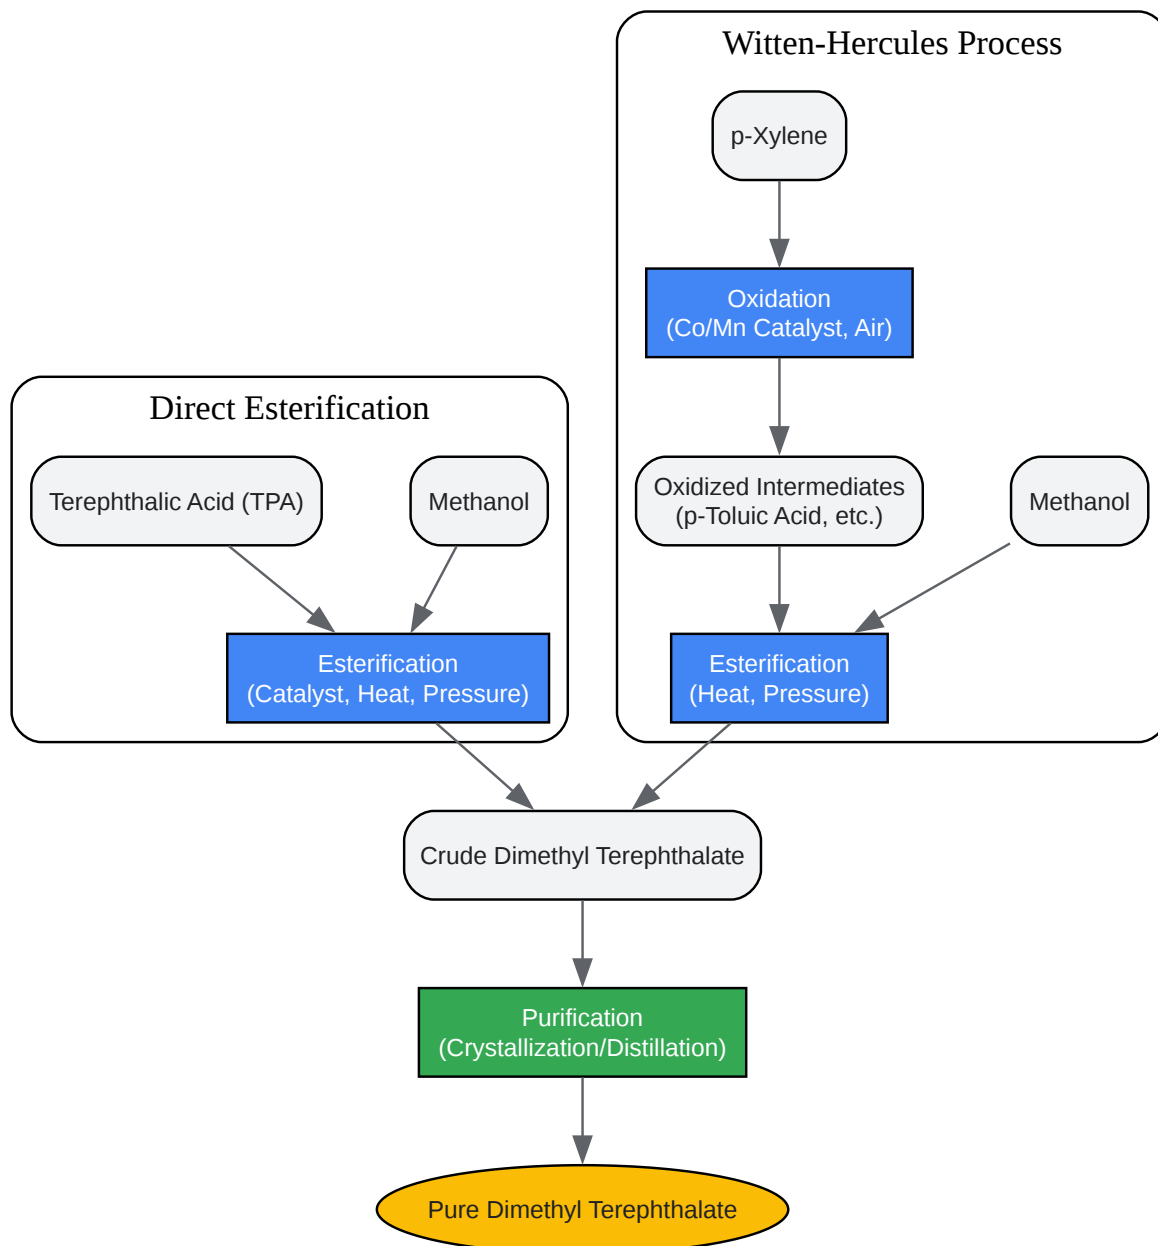 Witten-Hercules Process
p-Xylene
Oxidation
(Co/Mn Catalyst, Air)
Direct Esterification
Terephthalic Acid (TPA)
Methanol
Oxidized Intermediates
(p-Toluic Acid, etc.)
Methanol
Esterification
(Catalyst, Heat, Pressure)
Esterification
(Heat, Pressure)
Crude Dimethyl Terephthalate
Purification
(Crystallization/Distillation)
Pure Dimethyl Terephthalate